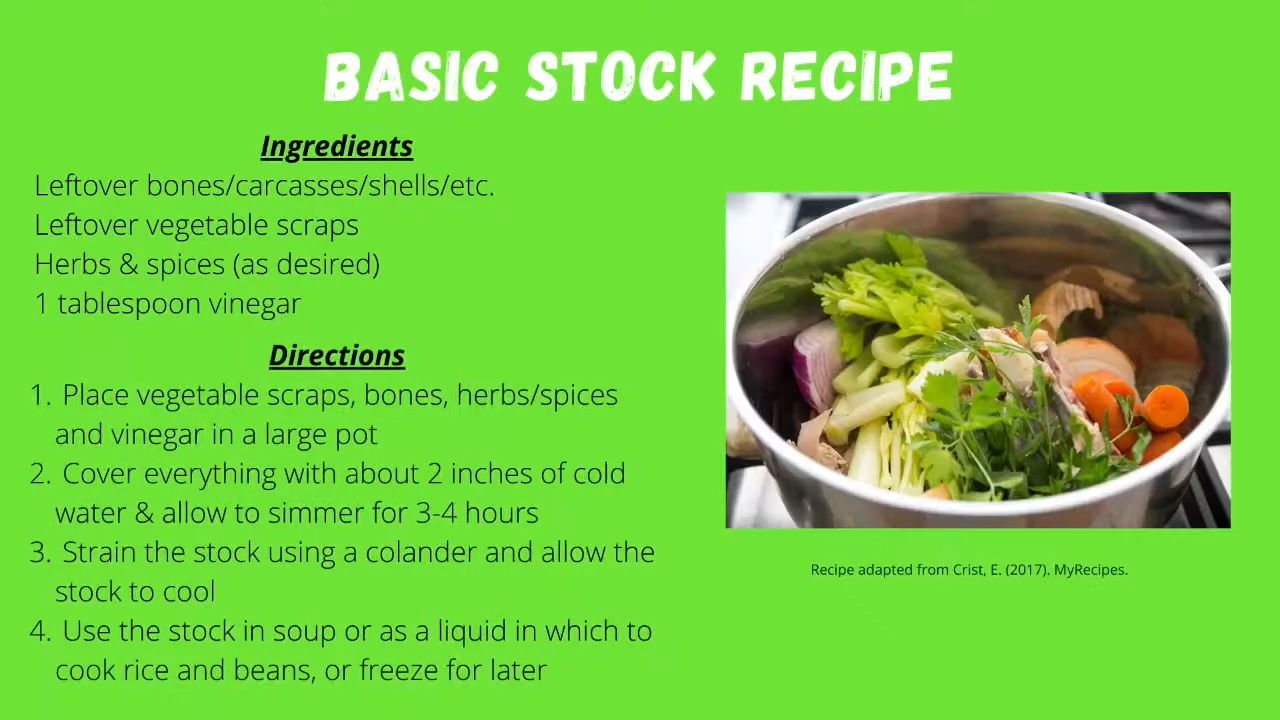 BASIC STOCK RECIPE
Ingredients
Leftover bones/carcasses/shells/etc.
Leftover vegetable scraps
Herbs & spices (as desired)
1 tablespoon vinegar
Directions
1. Place vegetable scraps, bones, herbs/spices
and vinegar in a large pot
2. Cover everything with about 2 inches of cold
water & allow to simmer for 3-4 hours
3. Strain the stock using a colander and allow the
stock to cool
4. Use the stock in soup or as a liquid in which to
cook rice and beans, or freeze for later
Recipe adapted from Crist, E. (2017). MyRecipes.